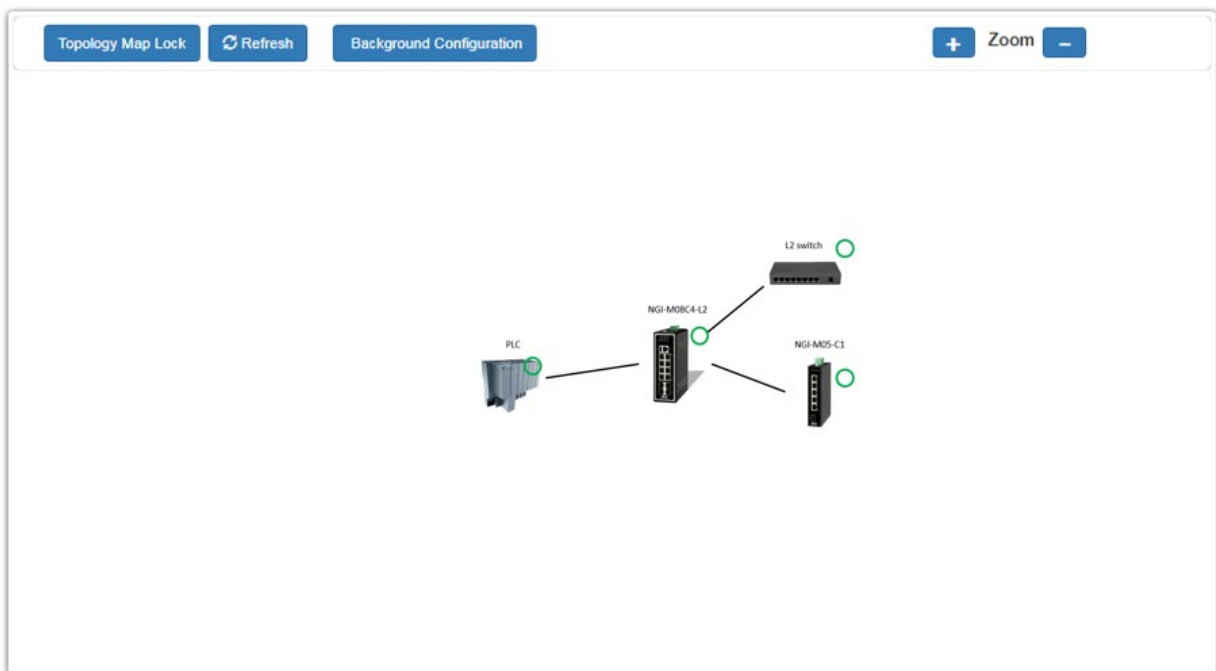 Topology Map Lock
Refresh
Background Configuration
+ Zoom −
L2 switch
NGI-M08C4-L2
PLC
NGI-M05-C1